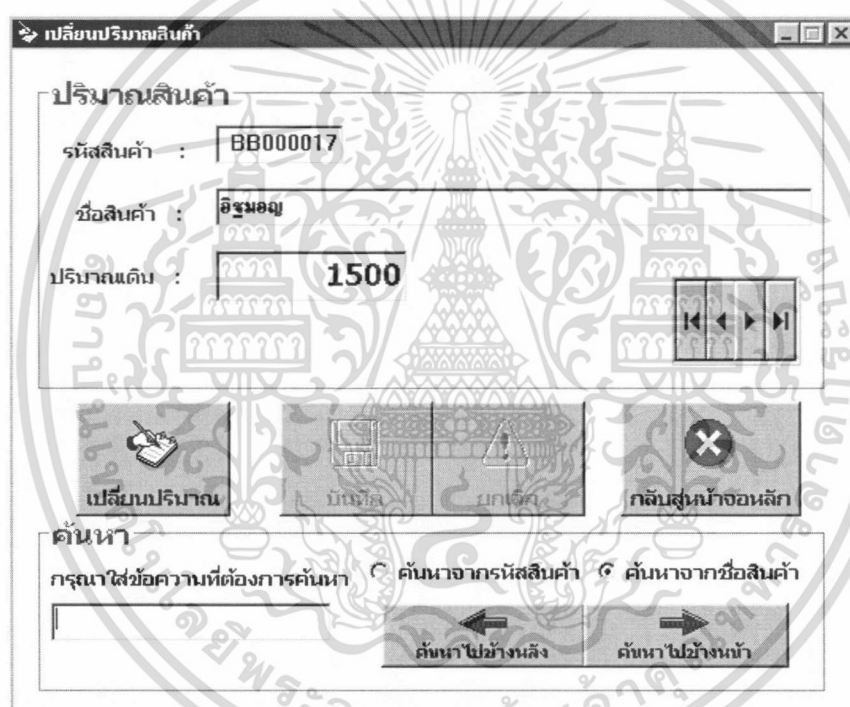 เปลี่ยนปริมาณสินค้า
ปริมาณสินค้า
รหัสสินค้า : BB000017
ชื่อสินค้า : อิฐมอญ
ปริมาณเดิม : 1500
เปลี่ยนปริมาณ บันทึก ยกเลิก กลับสู่หน้าจอหลัก
ค้นหา
กรุณาใส่ข้อความที่ต้องการค้นหา ค้นหาจากรหัสสินค้า ค้นหาจากชื่อสินค้า
ค้นหาไปข้างหลัง ค้นหาไปข้างหน้า